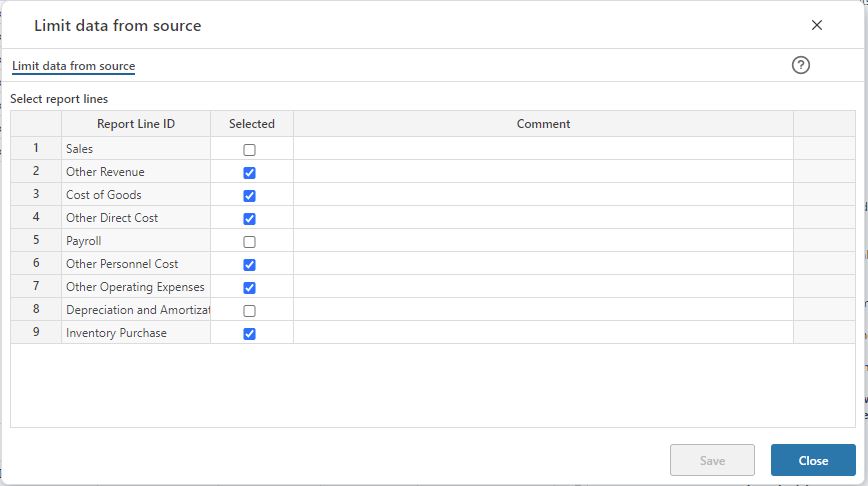 Limit data from source
Limit data from source
Select report lines
Report Line ID Selected Comment
1 Sales
2 Other Revenue
3 Cost of Goods
4 Other Direct Cost
5 Payroll
6 Other Personnel Cost
7 Other Operating Expenses
8 Depreciation and Amortizat
9 Inventory Purchase
Save Close